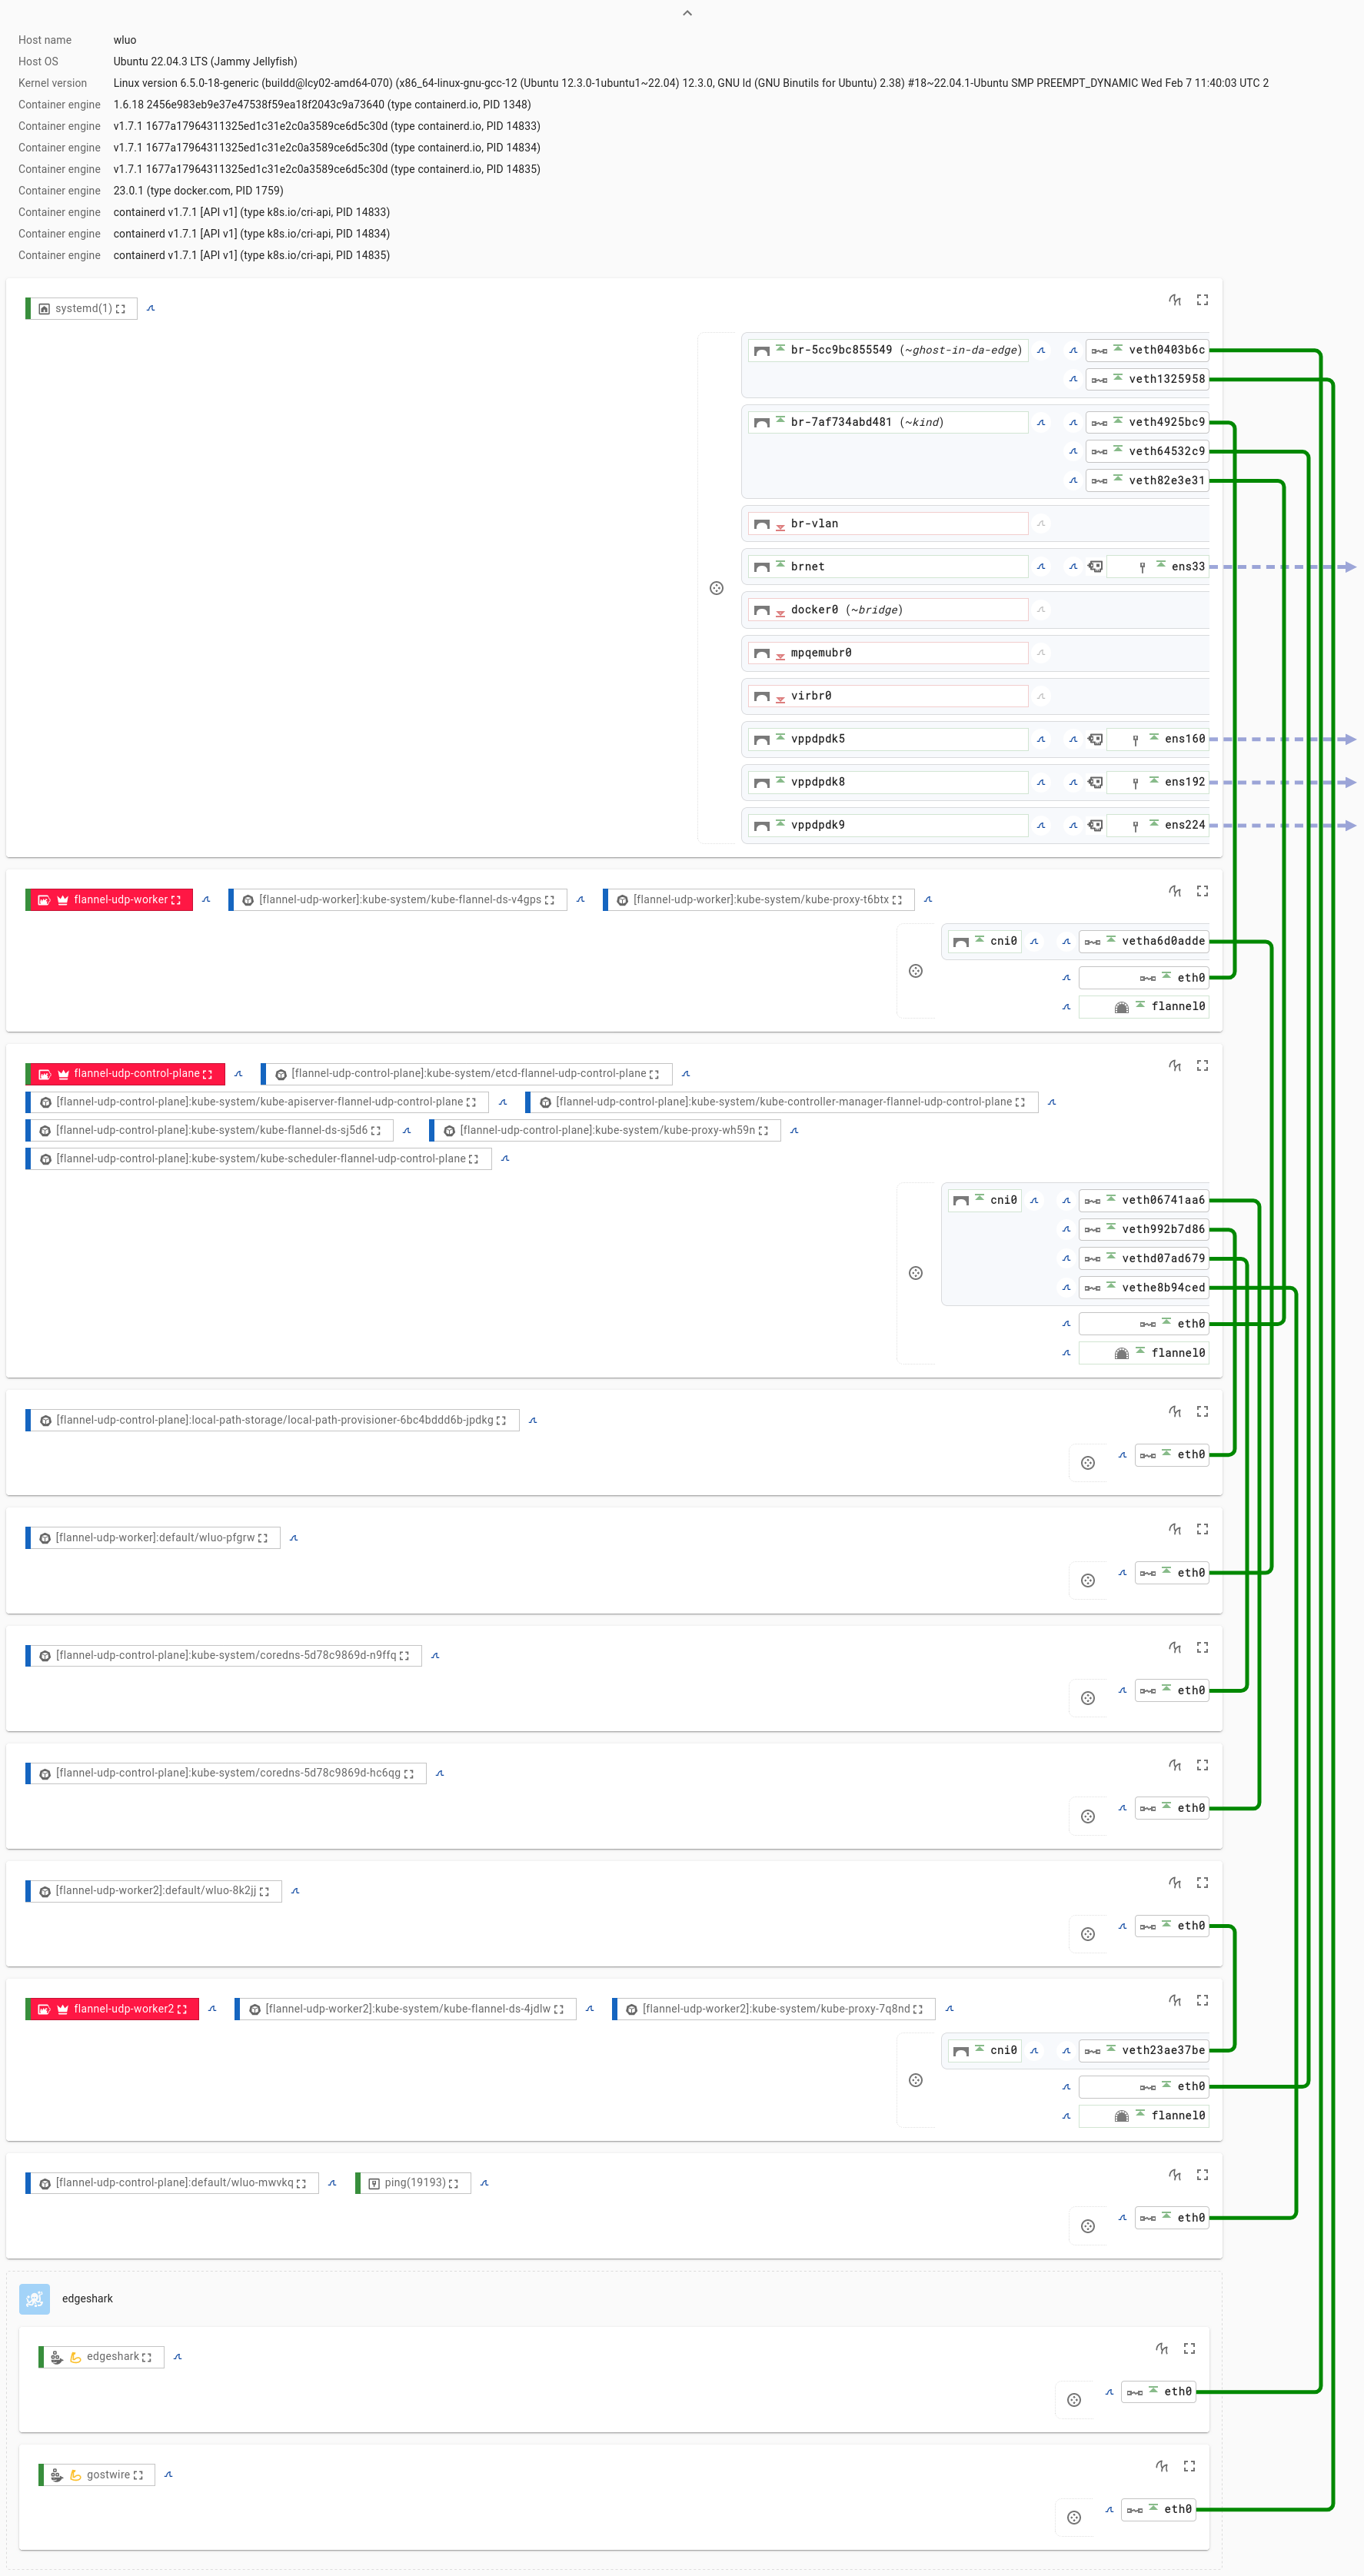 Host name wluo
Host OS Ubuntu 22.04.3 LTS (Jammy Jellyfish)
Kernel version Linux version 6.5.0-18-generic (buildd@lcy02-amd64-070) (x86_64-linux-gnu-gcc-12 (Ubuntu 12.3.0-1ubuntu1~22.04) 12.3.0, GNU ld (GNU Binutils for Ubuntu) 2.38) #18~22.04.1-Ubuntu SMP PREEMPT_DYNAMIC Wed Feb 7 11:40:03 UTC 2
Container engine 1.6.18 2456e983eb9e37e47538f59ea18f2043c9a73640 (type containerd.io, PID 1348)
Container engine v1.7.1 1677a17964311325ed1c31e2c0a3589ce6d5c30d (type containerd.io, PID 14833)
Container engine v1.7.1 1677a17964311325ed1c31e2c0a3589ce6d5c30d (type containerd.io, PID 14834)
Container engine v1.7.1 1677a17964311325ed1c31e2c0a3589ce6d5c30d (type containerd.io, PID 14835)
Container engine 23.0.1 (type docker.com, PID 1759)
Container engine containerd v1.7.1 [API v1] (type k8s.io/cri-api, PID 14833)
Container engine containerd v1.7.1 [API v1] (type k8s.io/cri-api, PID 14834)
Container engine containerd v1.7.1 [API v1] (type k8s.io/cri-api, PID 14835)
systemd(1)
br-5cc9bc855549 (~ghost-in-da-edge) veth0403b6c
veth1325958
br-7af734abd481 (~kind) veth4925bc9
veth64532c9
veth82e3e31
br-vlan
brnet ens33
docker0 (~bridge)
mpqemubr0
virbr0
vppdpdk5 ens160
vppdpdk8 ens192
vppdpdk9 ens224
flannel-udp-worker [flannel-udp-worker]:kube-system/kube-flannel-ds-v4gps [flannel-udp-worker]:kube-system/kube-proxy-t6btx
cni0 vetha6d0adde
eth0
flannel0
flannel-udp-control-plane [flannel-udp-control-plane]:kube-system/etcd-flannel-udp-control-plane
[flannel-udp-control-plane]:kube-system/kube-apiserver-flannel-udp-control-plane [flannel-udp-control-plane]:kube-system/kube-controller-manager-flannel-udp-control-plane
[flannel-udp-control-plane]:kube-system/kube-flannel-ds-sj5d6 [flannel-udp-control-plane]:kube-system/kube-proxy-wh59n
[flannel-udp-control-plane]:kube-system/kube-scheduler-flannel-udp-control-plane
cni0 veth06741aa6
veth992b7d86
vethd07ad679
vethe8b94ced
eth0
flannel0
[flannel-udp-control-plane]:local-path-storage/local-path-provisioner-6bc4bddd6b-jpdkg
eth0
[flannel-udp-worker]:default/wluo-pfgrw
eth0
[flannel-udp-control-plane]:kube-system/coredns-5d78c9869d-n9ffq
eth0
[flannel-udp-control-plane]:kube-system/coredns-5d78c9869d-hc6qg
eth0
[flannel-udp-worker2]:default/wluo-8k2jj
eth0
flannel-udp-worker2 [flannel-udp-worker2]:kube-system/kube-flannel-ds-4jdlw [flannel-udp-worker2]:kube-system/kube-proxy-7q8nd
cni0 veth23ae37be
eth0
flannel0
[flannel-udp-control-plane]:default/wluo-mwvkq ping(19193)
eth0
edgeshark
edgeshark
eth0
gostwire
eth0